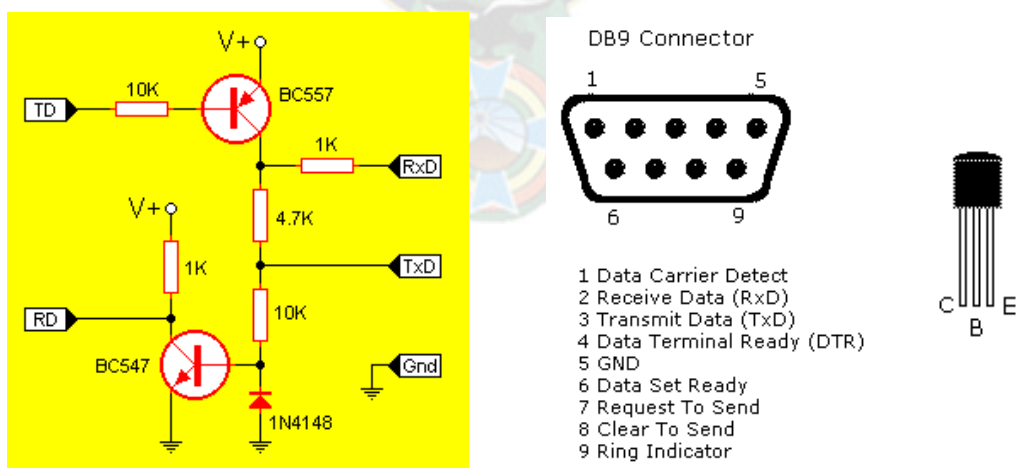 V+
10K
BC557
TD
1K
RxD
4.7K
V+
1K
TxD
10K
RD
BC547
Gnd
1N4148
DB9 Connector
1 5
6 9
1 Data Carrier Detect
2 Receive Data (RxD)
3 Transmit Data (TxD)
4 Data Terminal Ready (DTR)
5 GND
6 Data Set Ready
7 Request To Send
8 Clear To Send
9 Ring Indicator
C B E